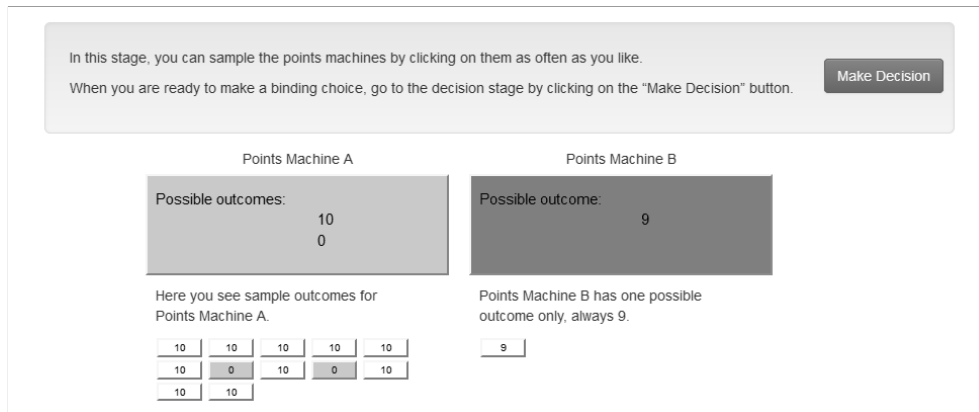 In this stage, you can sample the points machines by clicking on them as often as you like.
When you are ready to make a binding choice, go to the decision stage by clicking on the “Make Decision” button.
Make Decision
Points Machine A
Possible outcomes:
10
0
Here you see sample outcomes for
Points Machine A.
10 10 10 10 10
10 0 10 0 10
10 10
Points Machine B
Possible outcome:
9
Points Machine B has one possible
outcome only, always 9.
9